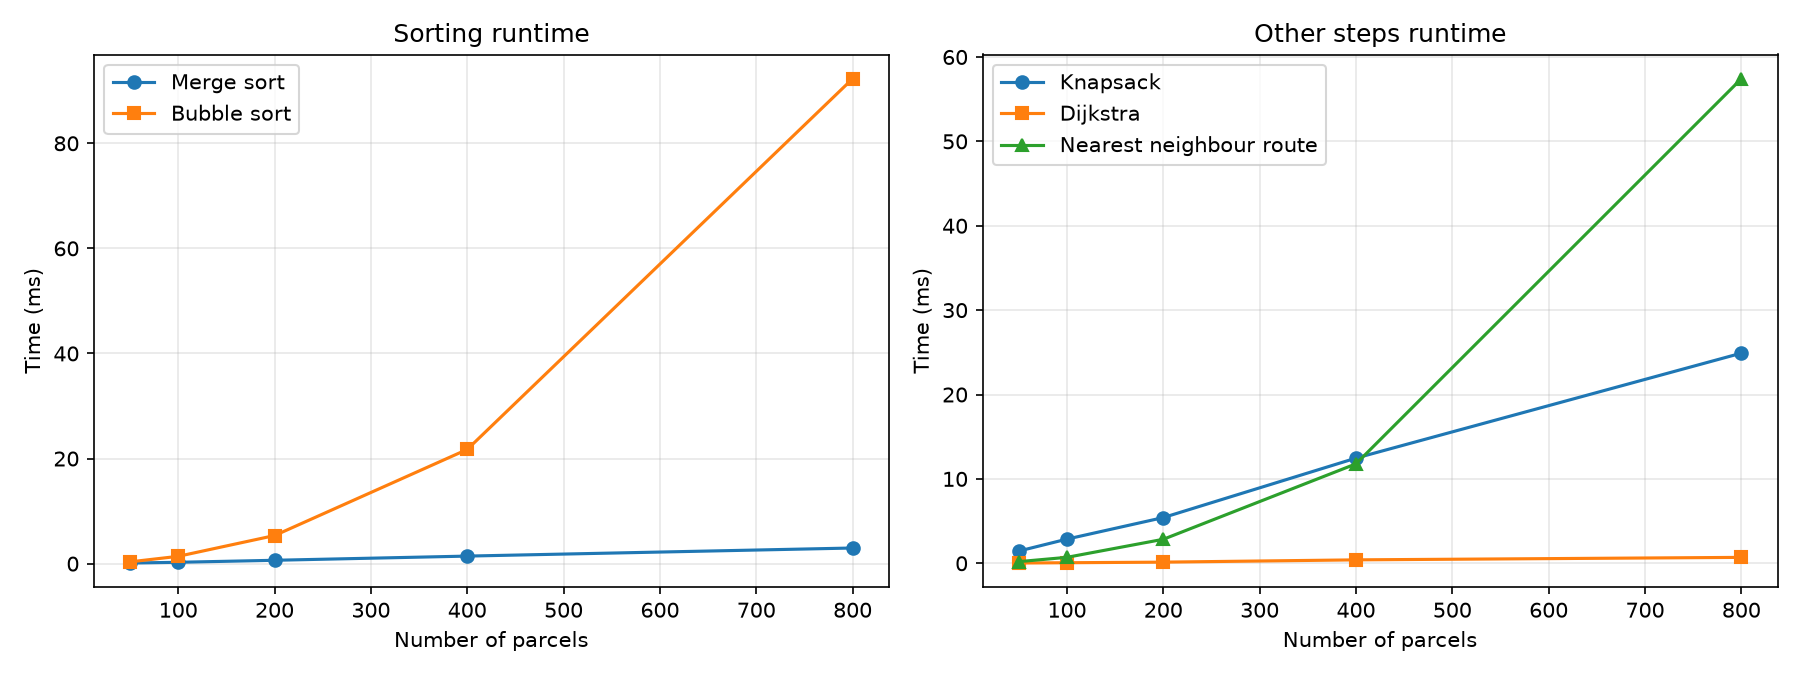 Sorting runtime
Merge sort
Bubble sort
80
60
40
20
0
Time (ms)
100 200 300 400 500 600 700 800
Number of parcels
Other steps runtime
Knapsack
Dijkstra
Nearest neighbour route
60
50
40
30
20
10
0
Time (ms)
100 200 300 400 500 600 700 800
Number of parcels